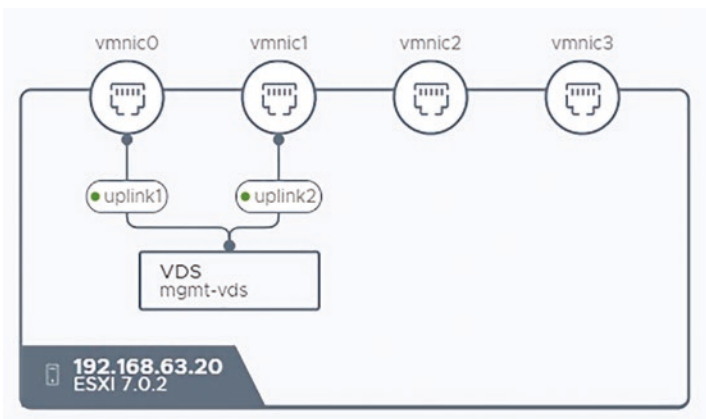 vmnic0
vmnic1
vmnic2
vmnic3
uplink1
uplink2
VDS
mgmt-vds
192.168.63.20
ESXI 7.0.2